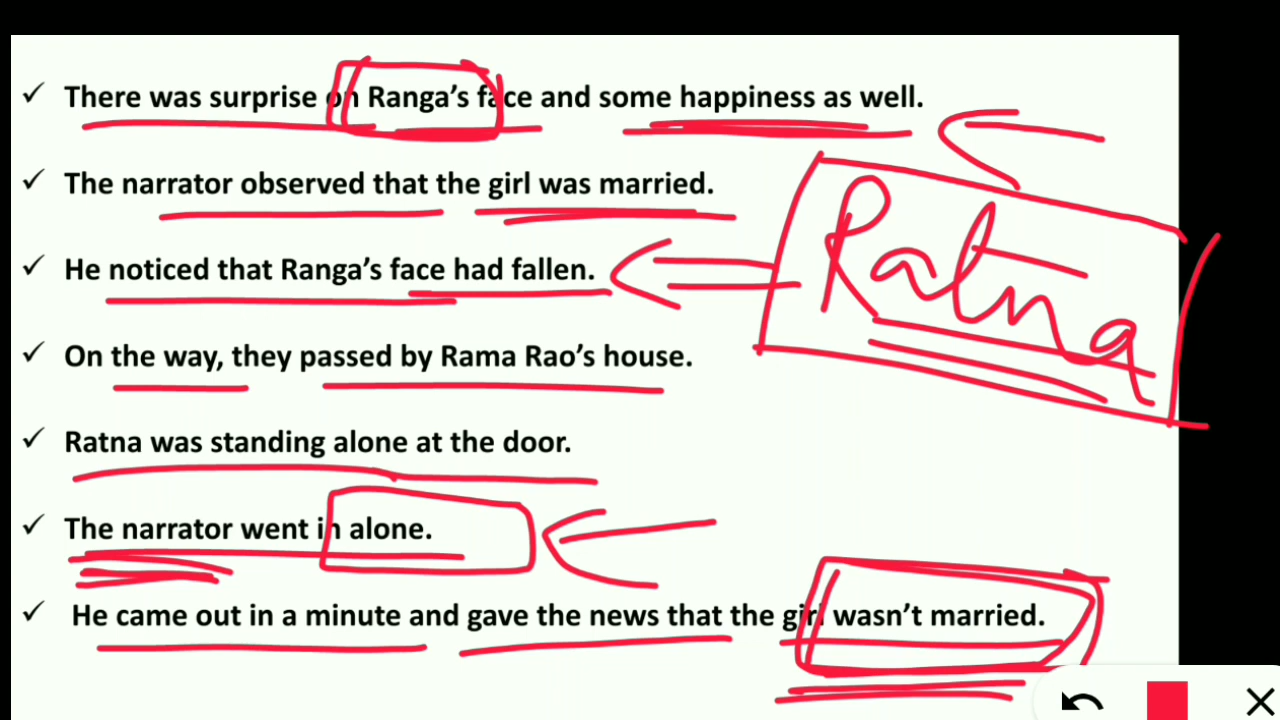 ✓ There was surprise on Ranga’s face and some happiness as well.
✓ The narrator observed that the girl was married.
✓ He noticed that Ranga’s face had fallen.
Ratna
✓ On the way, they passed by Rama Rao’s house.
✓ Ratna was standing alone at the door.
✓ The narrator went in alone.
✓ He came out in a minute and gave the news that the girl wasn’t married.